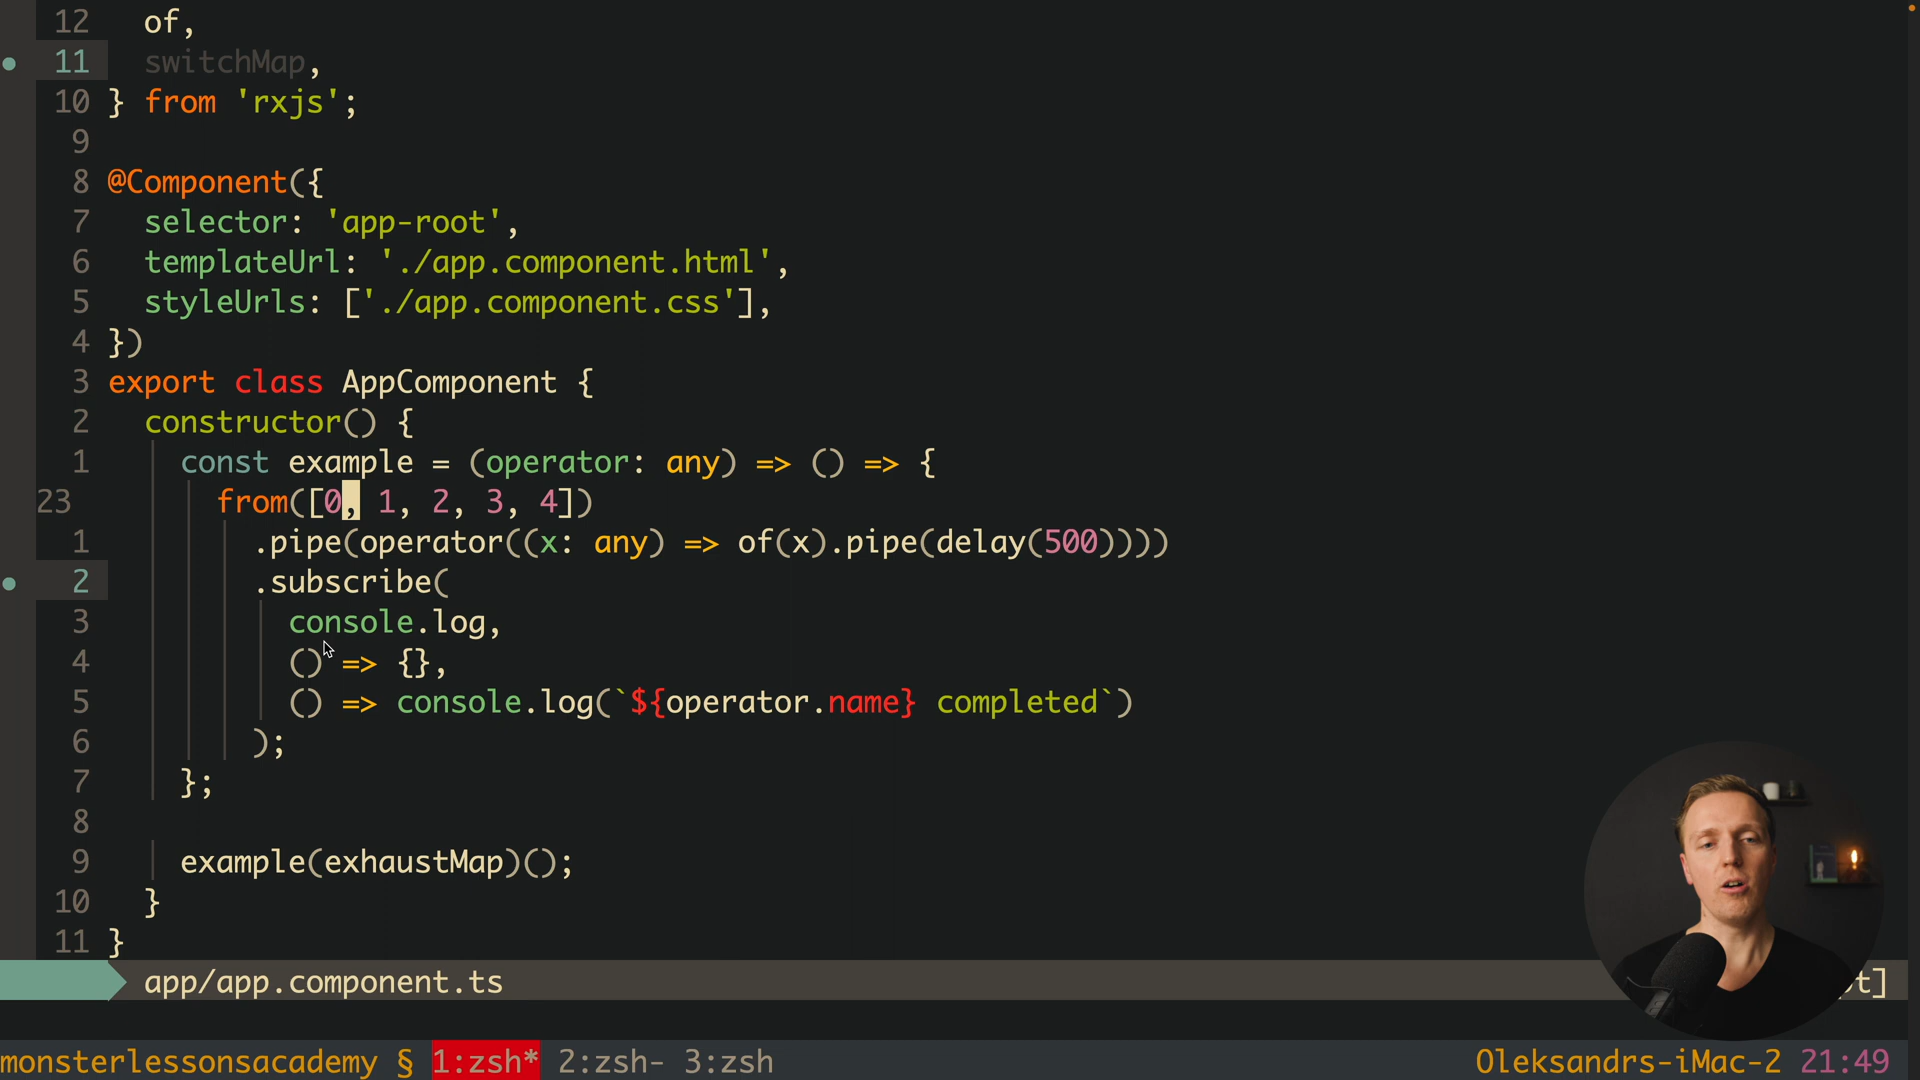 12 of,
11 switchMap,
10 } from 'rxjs';
9
8 @Component({
7 selector: 'app-root',
6 templateUrl: './app.component.html',
5 styleUrls: ['./app.component.css'],
4 })
3 export class AppComponent {
2 constructor() {
1 const example = (operator: any) => () => {
23 from([0, 1, 2, 3, 4])
1 .pipe(operator((x: any) => of(x).pipe(delay(500))))
2 .subscribe(
3 console.log,
4 () => {},
5 () => console.log(`${operator.name} completed`)
6 );
7 };
8
9 example(exhaustMap)();
10 }
11 }
app/app.component.ts
monsterlessonsacademy § 1:zsh* 2:zsh- 3:zsh Oleksandrs-iMac-2 21:49